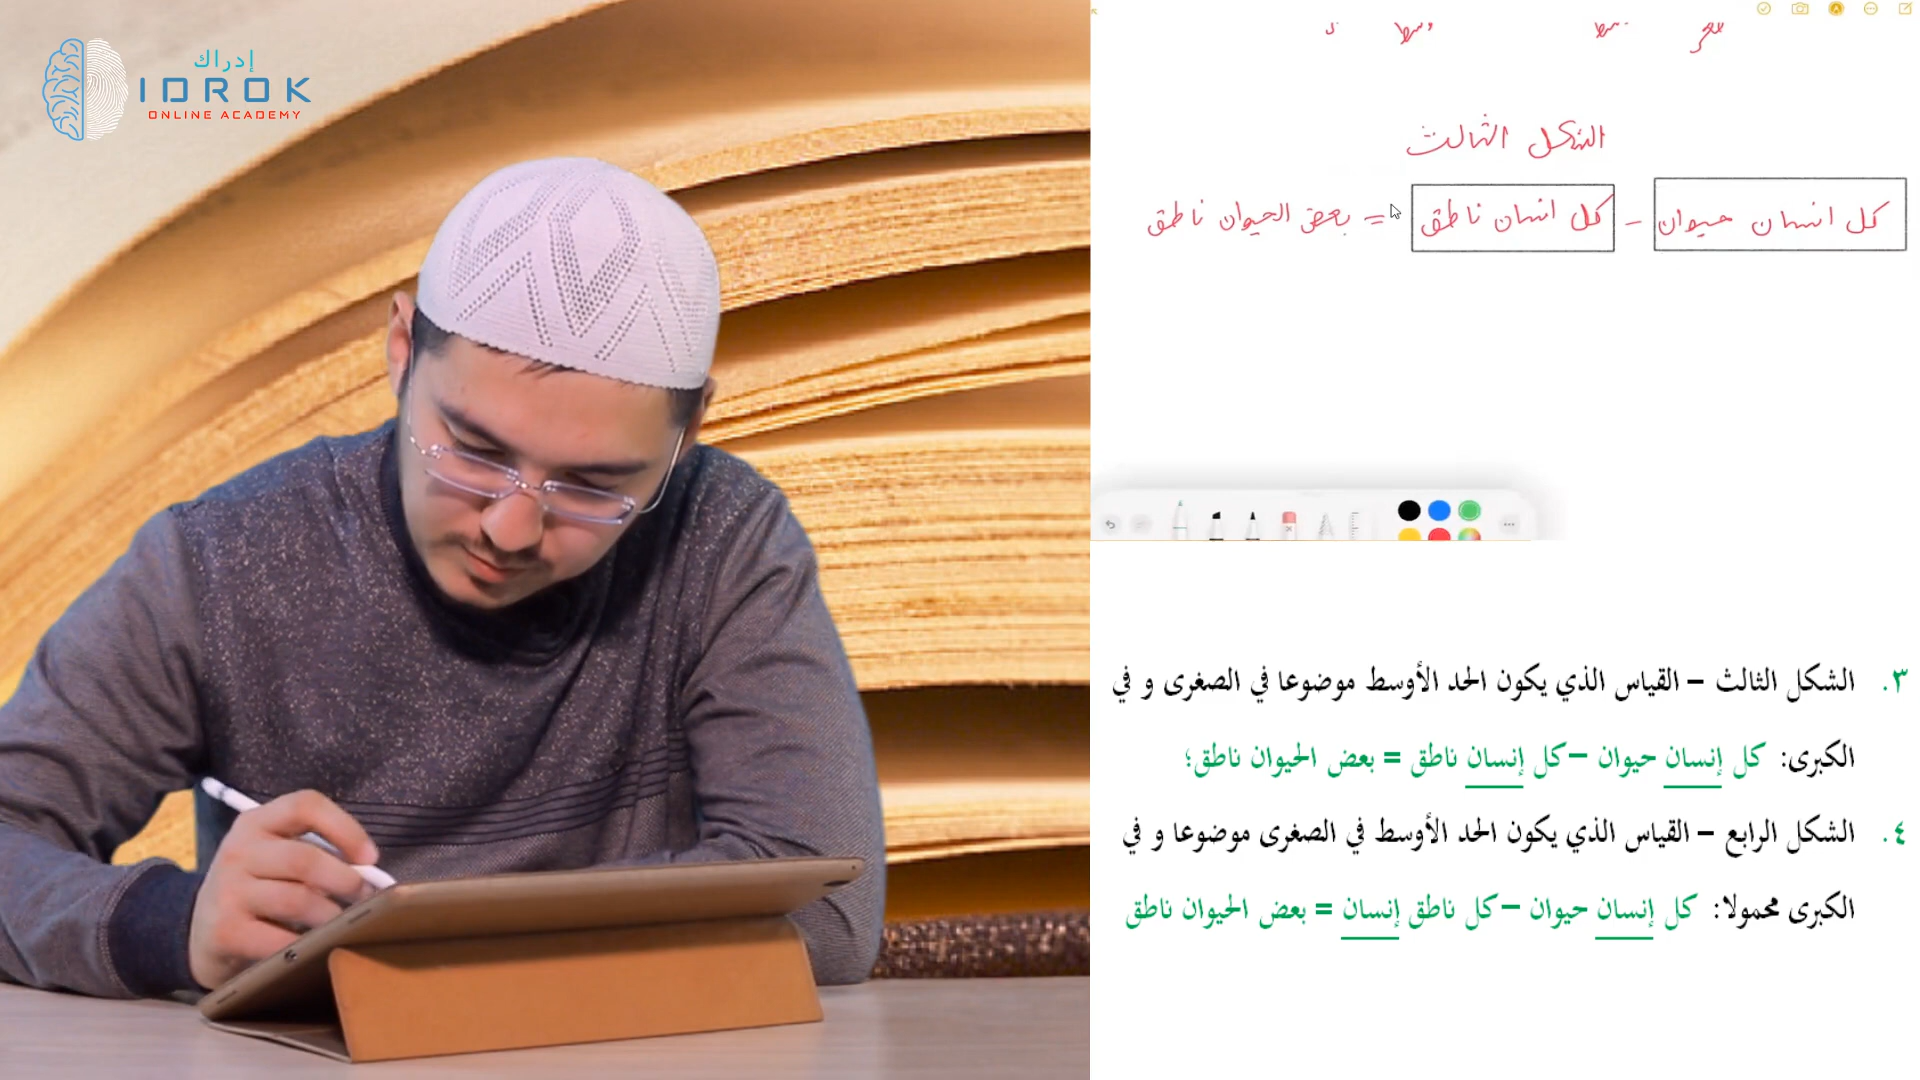 إدراك
IDROK
ONLINE ACADEMY
الشكل الثالث
كل انسان حيوان – كل انسان ناطق = بعض الحيوان ناطق
٣. الشكل الثالث – القياس الذي يكون الحد الأوسط موضوعا في الصغرى و في
الكبرى: كل إنسان حيوان – كل إنسان ناطق = بعض الحيوان ناطق؛
٤. الشكل الرابع – القياس الذي يكون الحد الأوسط في الصغرى موضوعا و في
الكبرى محمولا: كل إنسان حيوان – كل ناطق إنسان = بعض الحيوان ناطق